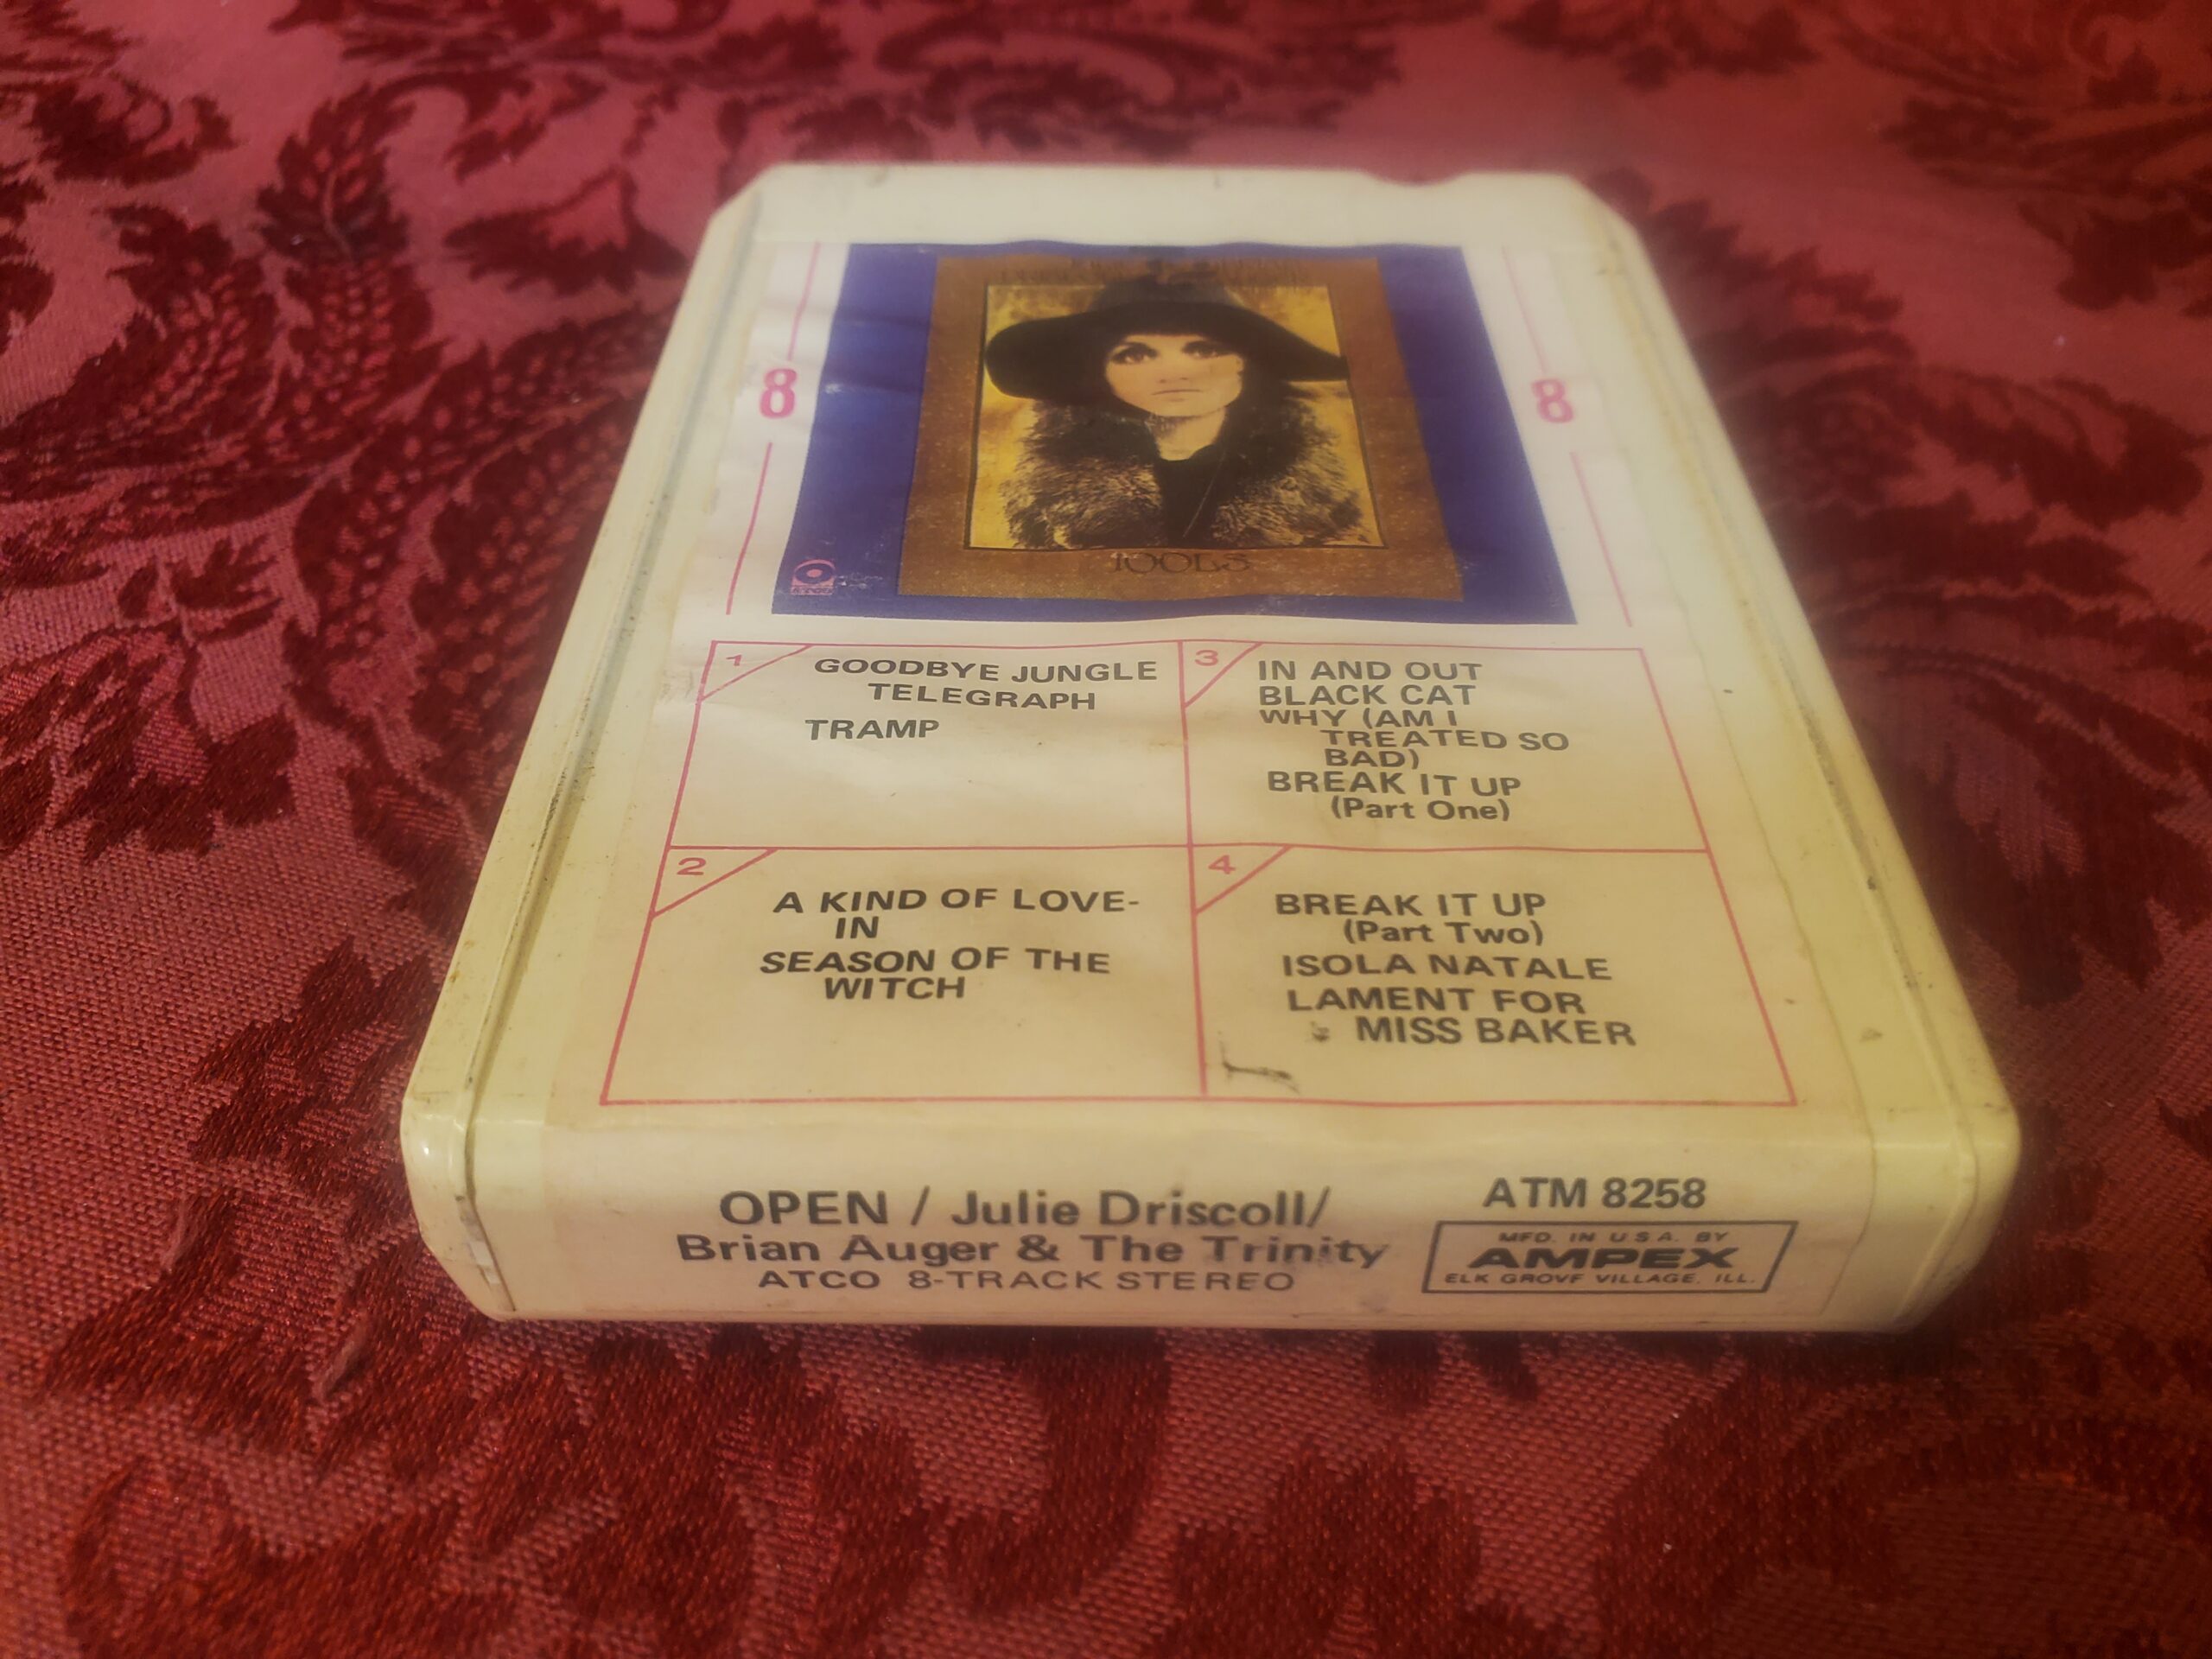 8
8
JOOLS
1
GOODBYE JUNGLE
TELEGRAPH
TRAMP
3
IN AND OUT
BLACK CAT
WHY (AM I
TREATED SO
BAD)
BREAK IT UP
(Part One)
2
A KIND OF LOVE-
IN
SEASON OF THE
WITCH
4
BREAK IT UP
(Part Two)
ISOLA NATALE
LAMENT FOR
MISS BAKER
OPEN / Julie Driscoll/
Brian Auger & The Trinity
ATCO 8-TRACK STEREO
ATM 8258
MFD. IN U.S.A. BY
AMPEX
ELK GROVE VILLAGE, ILL.